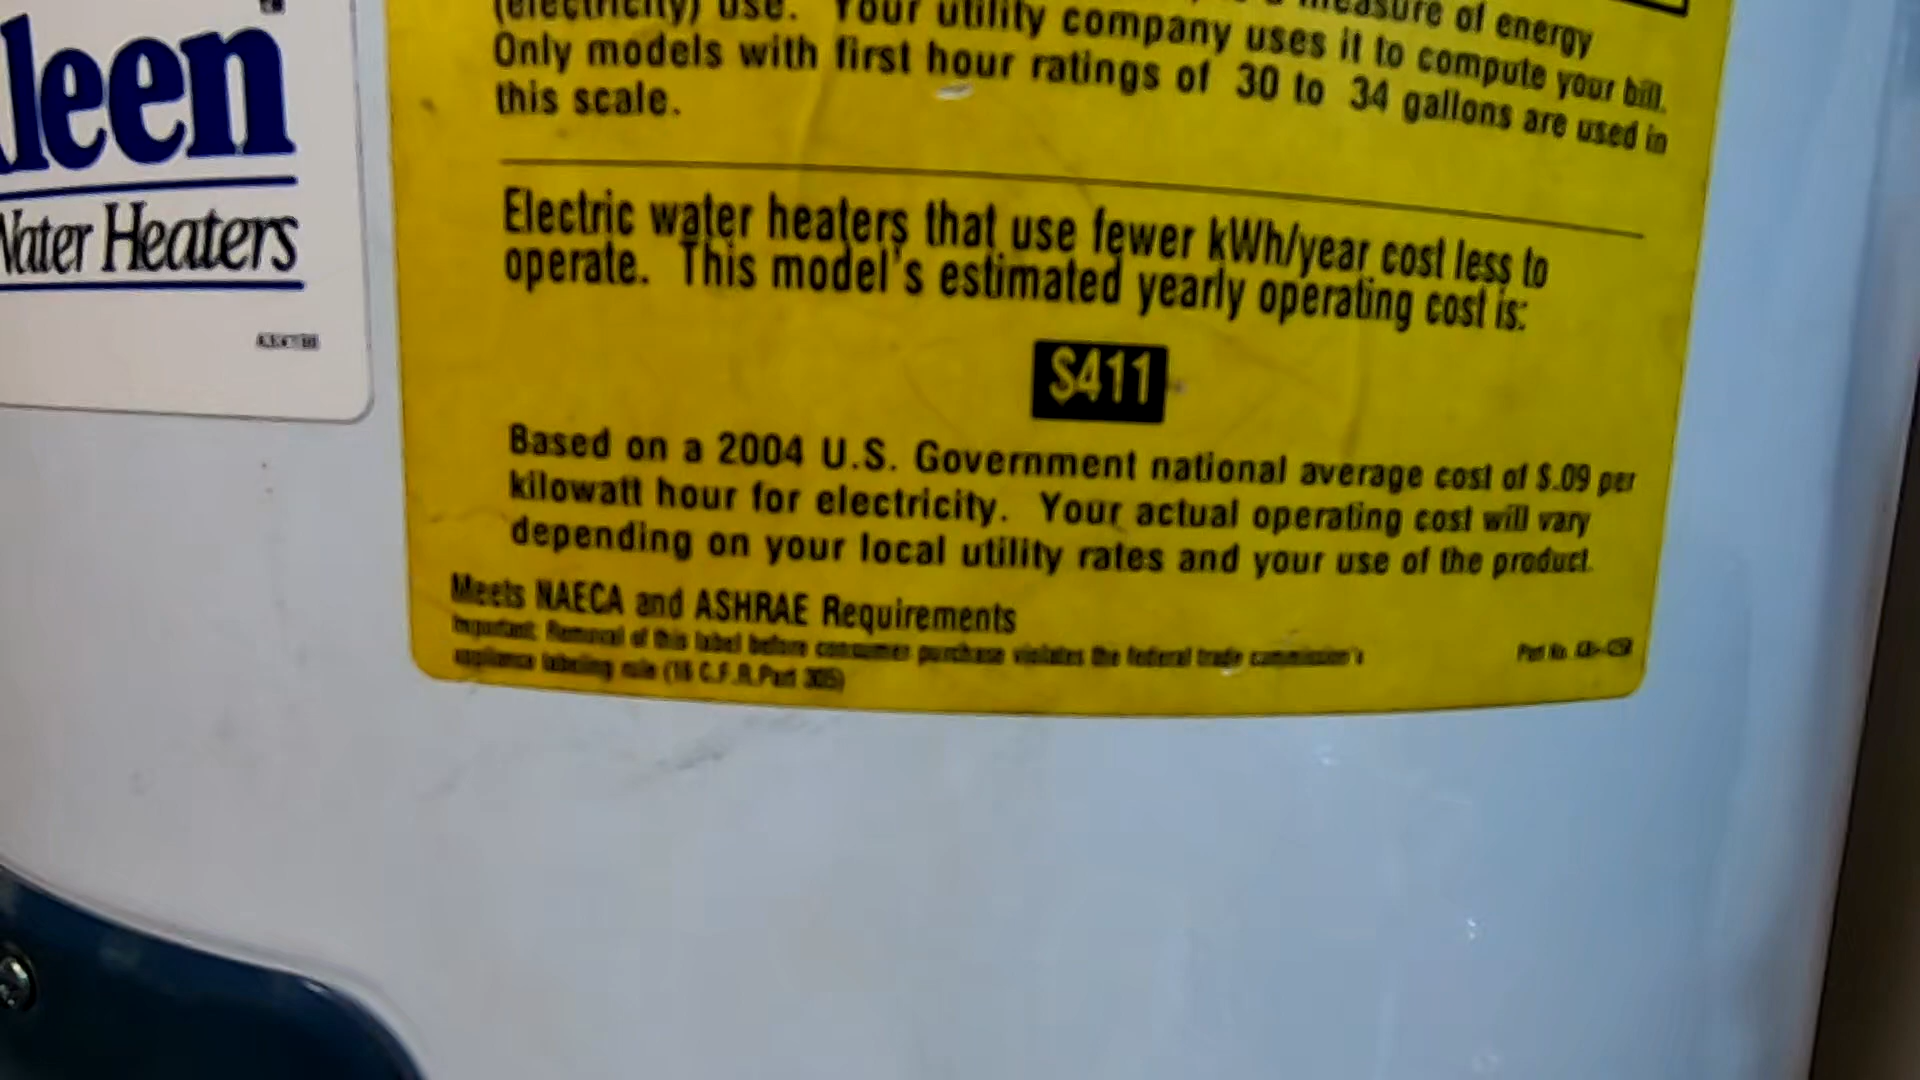 leen
Water Heaters
(electricity) use. Your utility company uses it to compute your bill.
measure of energy
Only models with first hour ratings of 30 to 34 gallons are used in
this scale.
Electric water heaters that use fewer kWh/year cost less to
operate. This model's estimated yearly operating cost is:
$411
Based on a 2004 U.S. Government national average cost of $.09 per
kilowatt hour for electricity. Your actual operating cost will vary
depending on your local utility rates and your use of the product.
Meets NAECA and ASHRAE Requirements
Important: Removal of this label before consumer purchase violates the federal trade commission's
appliance labeling rule (16 C.F.R.Part 305)
Part No.